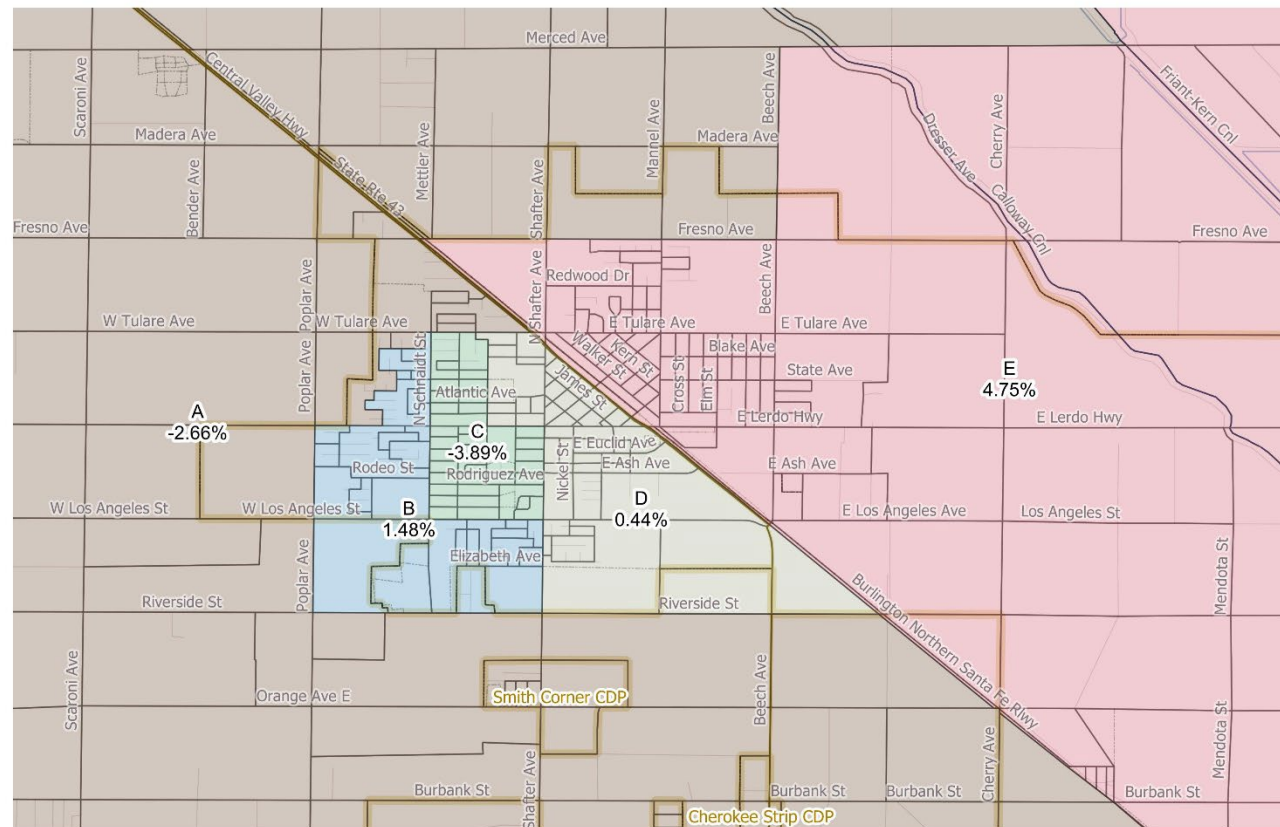 Merced Ave
Scaroni Ave
Central Valley Hwy
Beech Ave
Friant-Kern Cnl
Madera Ave
Mettler Ave
Mannel Ave
Madera Ave
Dresser Ave
Cherry Ave
Bender Ave
State Rte 43
Shafter Ave
Calloway Cnl
Fresno Ave
Fresno Ave
Fresno Ave
Poplar Ave
N Shafter Ave
Redwood Dr
Beech Ave
W Tulare Ave
W Tulare Ave
E Tulare Ave
E Tulare Ave
Poplar Ave
N Schnaidt St
Kern St
Walker St
Blake Ave
James St
Cross St
Elm St
State Ave
E
4.75%
Atlantic Ave
A
-2.66%
E Lerdo Hwy
E Lerdo Hwy
C
-3.89%
E Euclid Ave
Rodeo St
Rodriguez Ave
Nickel St
E Ash Ave
E Ash Ave
W Los Angeles St
W Los Angeles St
B
1.48%
D
0.44%
E Los Angeles Ave
Los Angeles St
Elizabeth Ave
Poplar Ave
Riverside St
Riverside St
Burlington Northern Santa Fe Rlwy
Mendota St
Scaroni Ave
Orange Ave E
Smith Corner CDP
Beech Ave
Shafter Ave
Cherry Ave
Mendota St
Burbank St
Burbank St
Burbank St
Burbank St
Cherokee Strip CDP